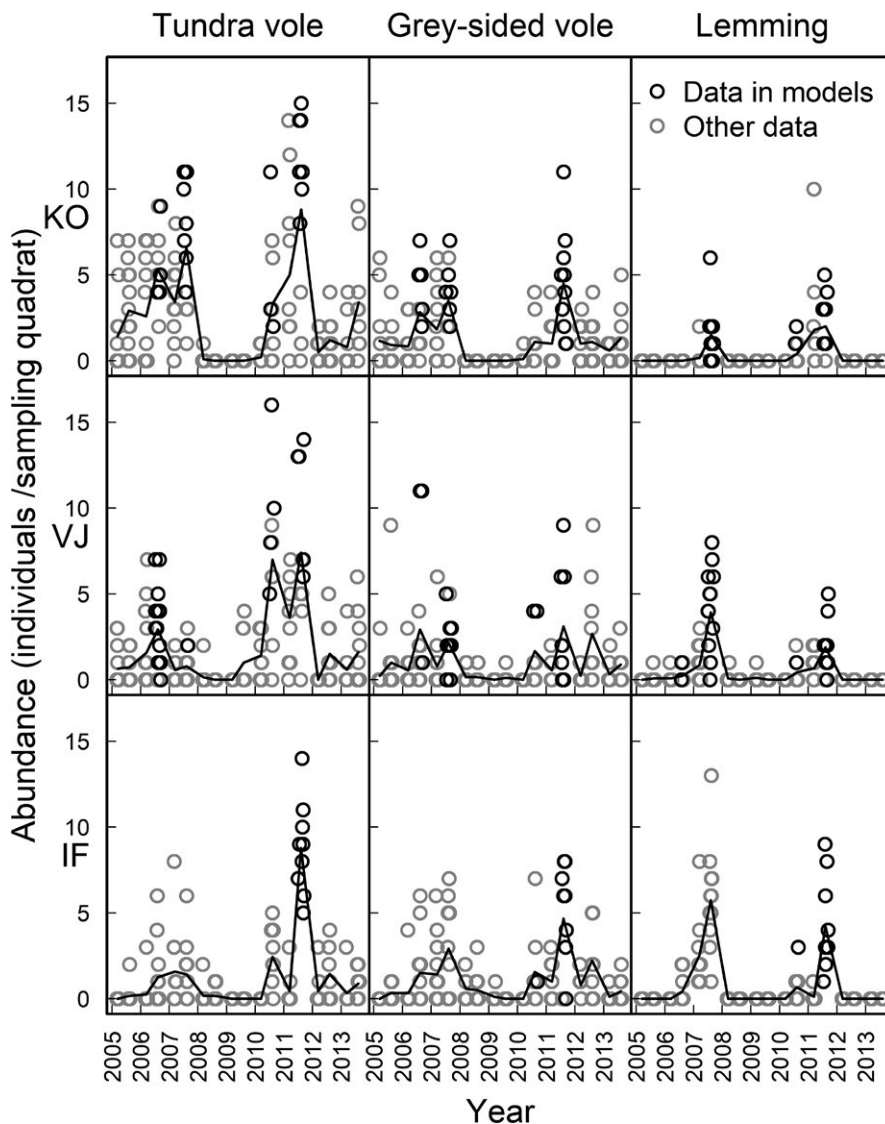 Tundra vole Grey-sided vole Lemming
Data in models
Other data
Abundance (individuals /sampling quadrat)
KO
15
10
5
0
VJ
15
10
5
0
IF
15
10
5
0
2005 2006 2007 2008 2009 2010 2011 2012 2013 2005 2006 2007 2008 2009 2010 2011 2012 2013 2005 2006 2007 2008 2009 2010 2011 2012 2013
Year